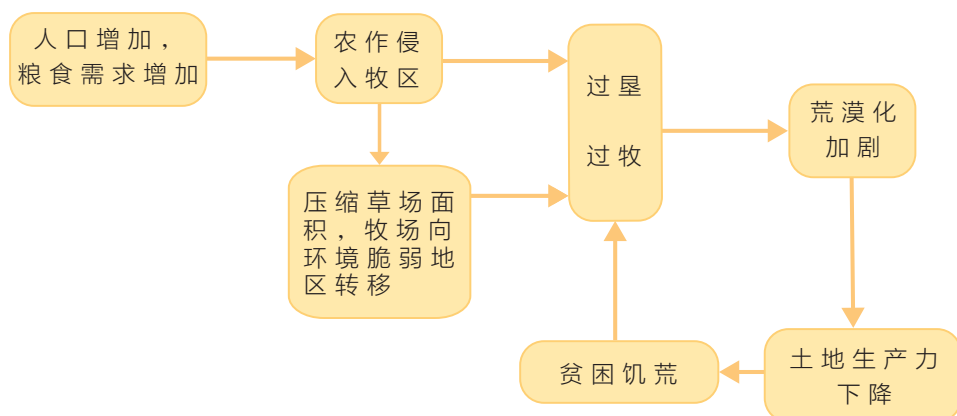 人口增加，
粮食需求增加
农作侵
入牧区
过垦
过牧
荒漠化
加剧
压缩草场面
积，牧场向
环境脆弱地
区转移
贫困饥荒
土地生产力
下降